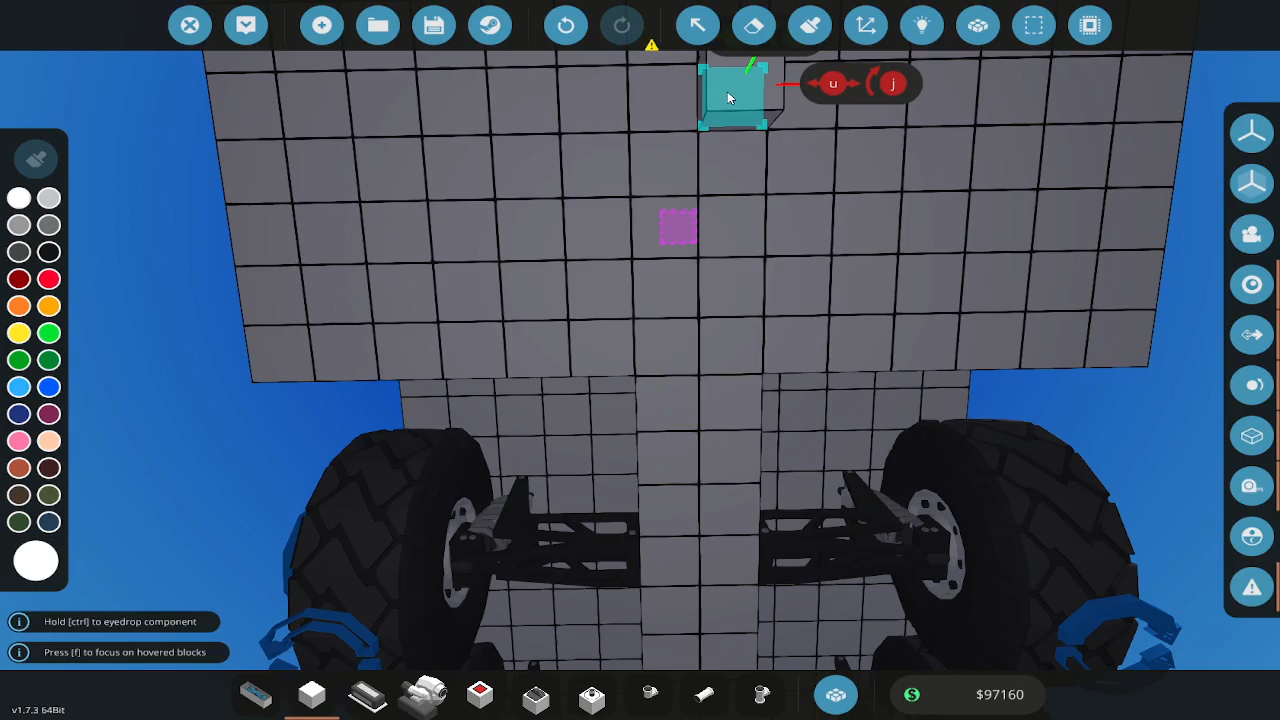 u
j
Hold [ctrl] to eyedrop component
Press [f] to focus on hovered blocks
v1.7.3 64Bit
$
$97160